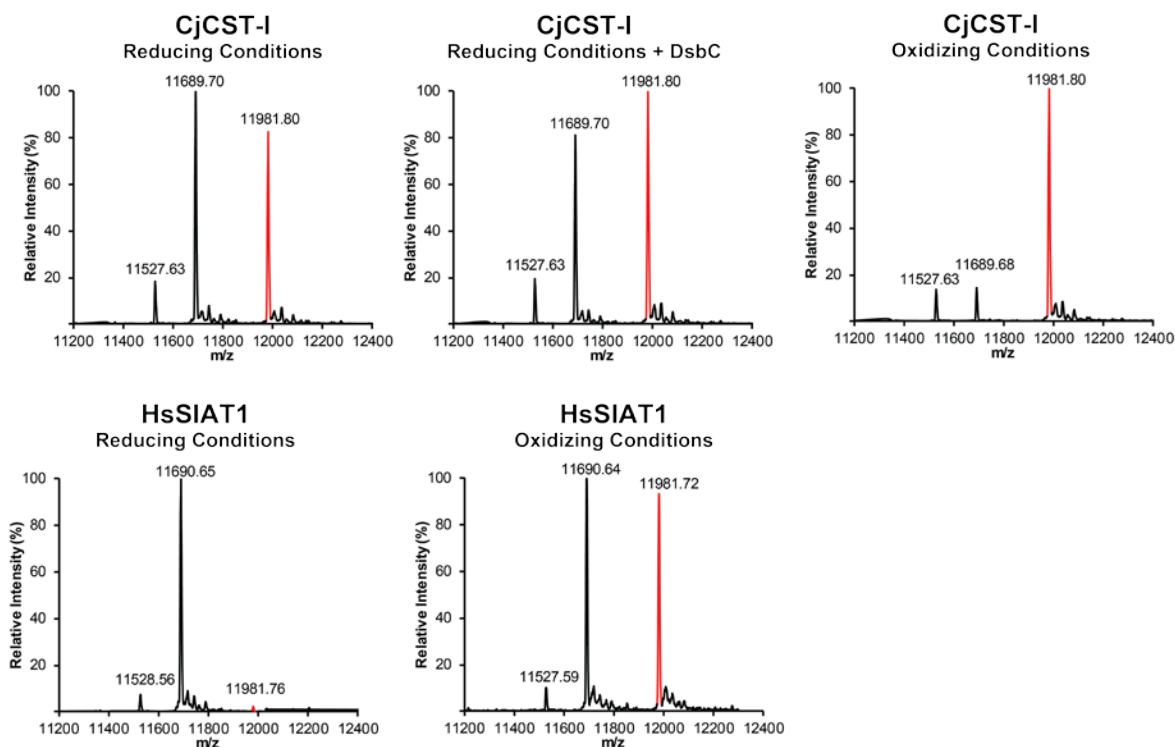 CjCST-I
Reducing Conditions
11689.70
11981.80
11527.63
100
80
60
40
20
Relative Intensity (%)
11200 11400 11600 11800 12000 12200 12400
m/z
CjCST-I
Reducing Conditions + DsbC
11981.80
11689.70
11527.63
100
80
60
40
20
Relative Intensity (%)
11200 11400 11600 11800 12000 12200 12400
m/z
CjCST-I
Oxidizing Conditions
11981.80
11527.63
11689.68
100
80
60
40
20
Relative Intensity (%)
11200 11400 11600 11800 12000 12200 12400
m/z
HsSIAT1
Reducing Conditions
11690.65
11528.56
11981.76
100
80
60
40
20
Relative Intensity (%)
11200 11400 11600 11800 12000 12200 12400
m/z
HsSIAT1
Oxidizing Conditions
11690.64
11981.72
11527.59
100
80
60
40
20
Relative Intensity (%)
11200 11400 11600 11800 12000 12200 12400
m/z